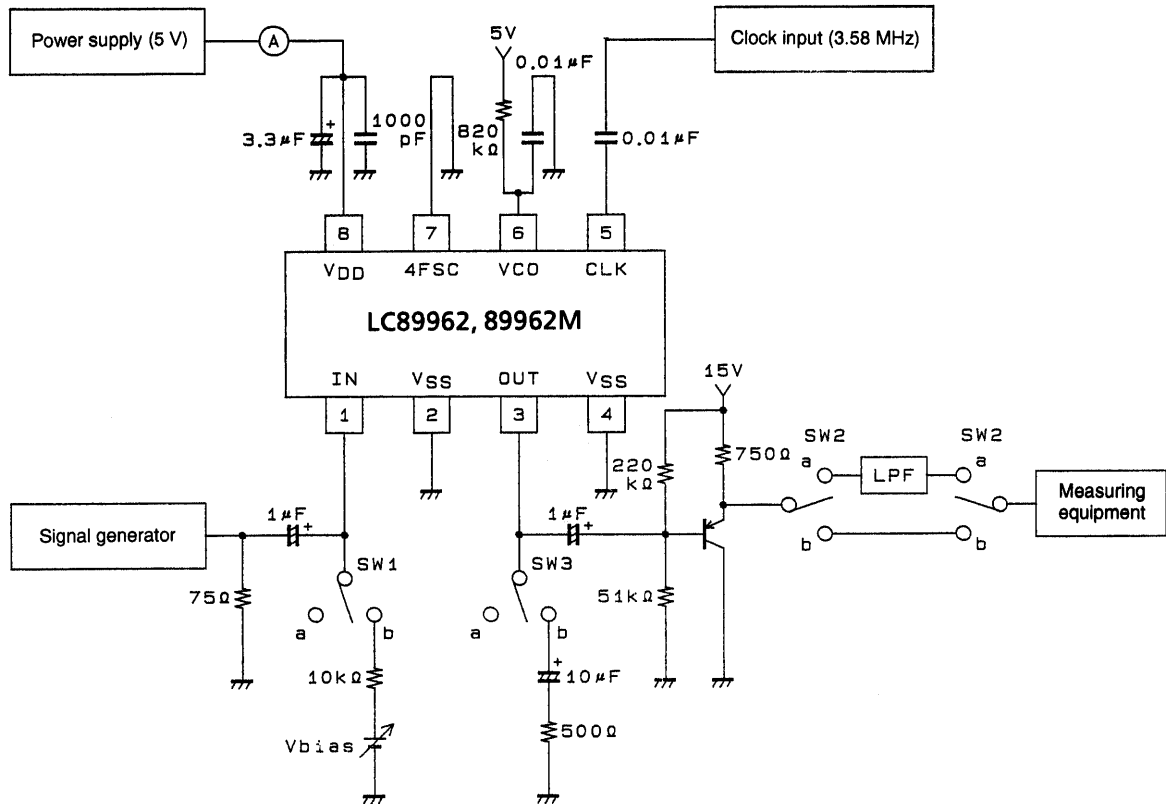 Power supply (5 V)
A
5V
0.01μF
Clock input (3.58 MHz)
3.3μF
+
1000
pF
820
kΩ
0.01μF
8
7
6
5
VDD
4FSC
VCO
CLK
LC89962, 89962M
IN
VSS
OUT
VSS
1
2
3
4
15V
220
kΩ
750Ω
SW2
SW2
a
a
LPF
Measuring
equipment
b
b
Signal generator
1μF
+
1μF
+
75Ω
SW1
SW3
51kΩ
a
b
a
b
10kΩ
+
10μF
Vbias
500Ω